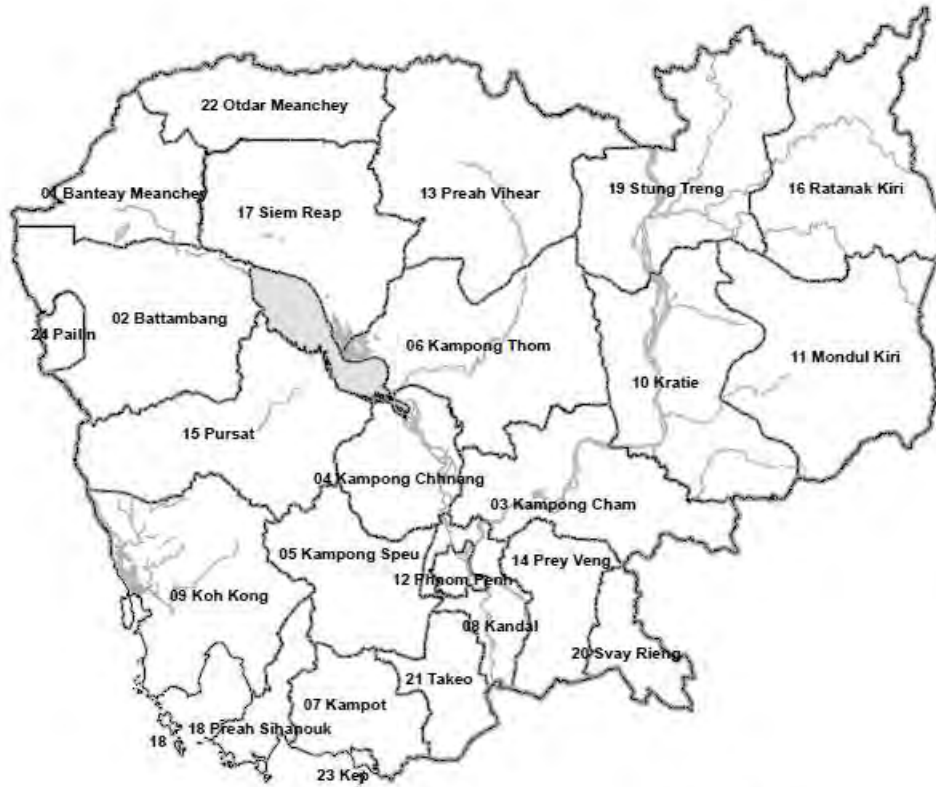 22 Otdar Meanchey
01 Banteay Meanchey
13 Preah Vihear
19 Stung Treng
16 Ratanak Kiri
17 Siem Reap
02 Battambang
24 Pailin
06 Kampong Thom
11 Mondul Kiri
10 Kratie
15 Pursat
04 Kampong Chhnang
03 Kampong Cham
05 Kampong Speu
14 Prey Veng
12 Phnom Penh
09 Koh Kong
08 Kandal
20 Svay Rieng
21 Takeo
07 Kampot
18 Preah Sihanouk
18
23 Kep